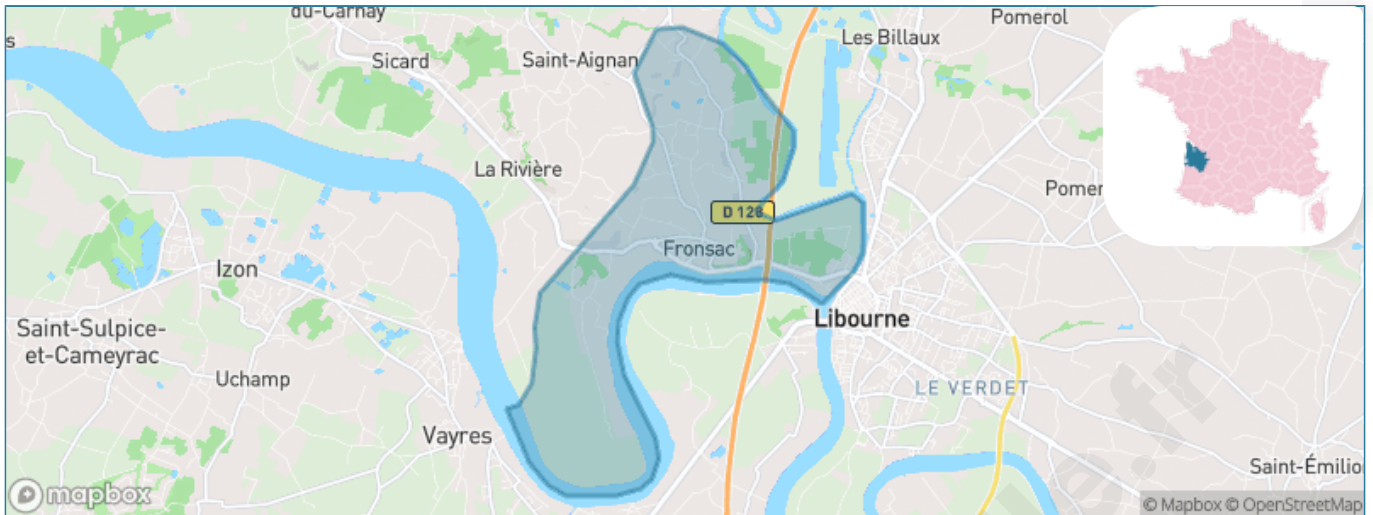 du-Carnay
Pomerol
Les Billaux
s
Sicard
Saint-Aignan
La Rivière
Pomer
D 128
Fronsac
Izon
Libourne
Saint-Sulpice-
et-Cameyrac
Uchamp
LE VERDET
Vayres
Saint-Émilio
mapbox
© Mapbox © OpenStreetMap